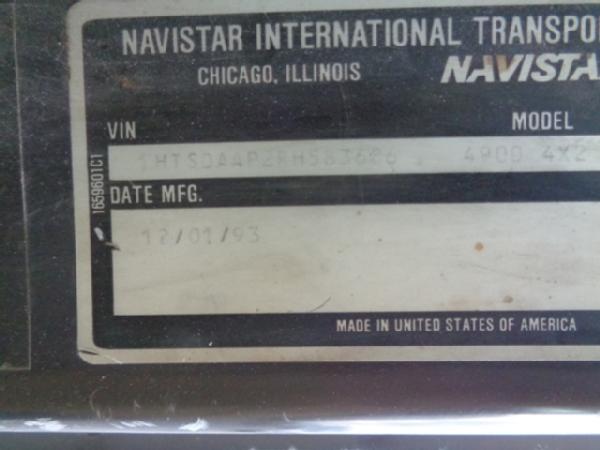 NAVISTAR INTERNATIONAL TRANSPO
CHICAGO, ILLINOIS NAVISTA
VIN MODEL
1HTSDAAP2RH583626 4900 4X2
DATE MFG.
12/01/93
MADE IN UNITED STATES OF AMERICA
1659601C1